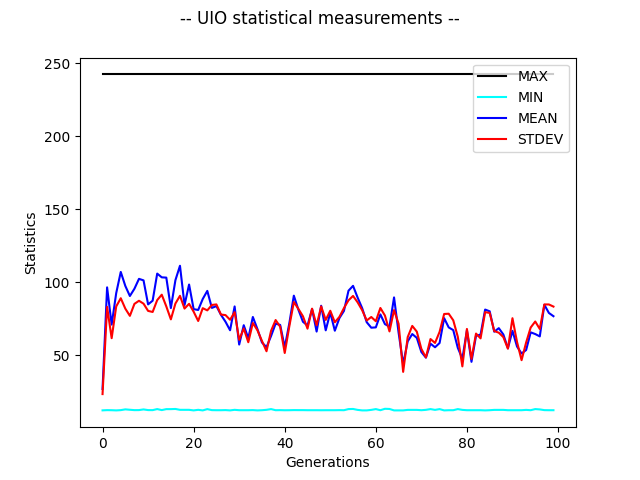 -- UIO statistical measurements --
250
200
150
100
50
Statistics
MAX
MIN
MEAN
STDEV
0 20 40 60 80 100
Generations